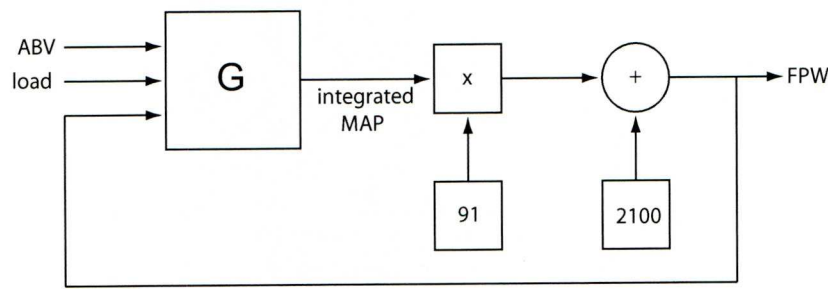 ABV
load
G
integrated
MAP
x
+
FPW
91
2100